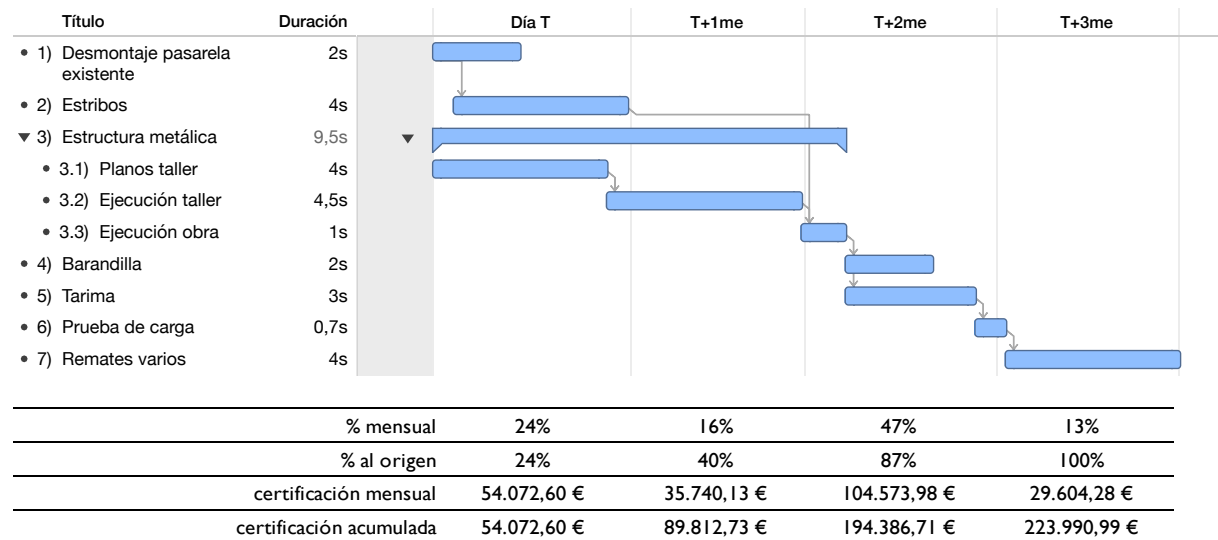 Título Duración Día T T+1me T+2me T+3me
• 1) Desmontaje pasarela 2s
existente
• 2) Estribos 4s
▼ 3) Estructura metálica 9,5s
• 3.1) Planos taller 4s
• 3.2) Ejecución taller 4,5s
• 3.3) Ejecución obra 1s
• 4) Barandilla 2s
• 5) Tarima 3s
• 6) Prueba de carga 0,7s
• 7) Remates varios 4s
% mensual 24% 16% 47% 13%
% al origen 24% 40% 87% 100%
certificación mensual 54.072,60 € 35.740,13 € 104.573,98 € 29.604,28 €
certificación acumulada 54.072,60 € 89.812,73 € 194.386,71 € 223.990,99 €